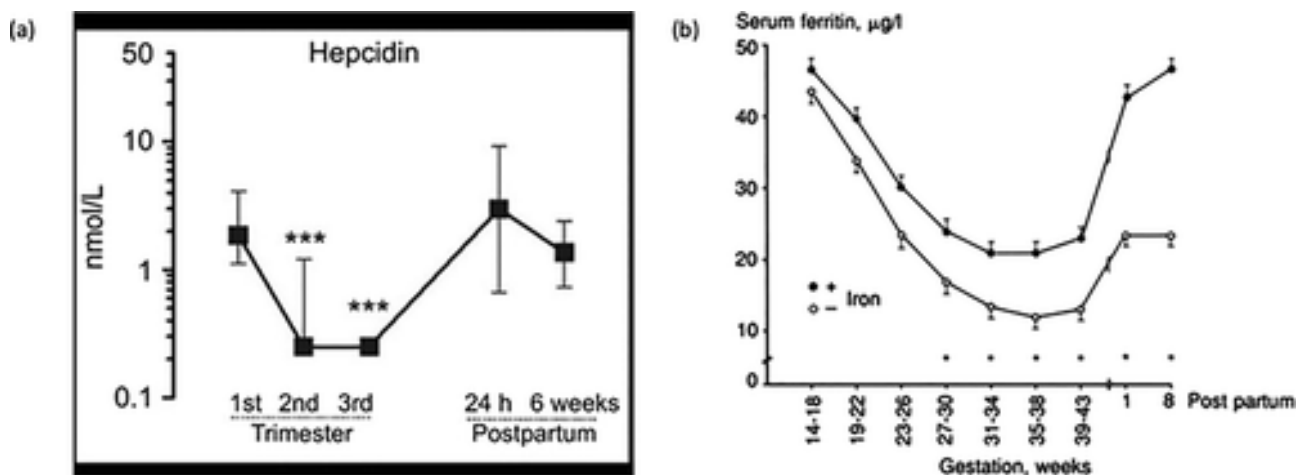 (a)
Hepcidin
nmol/L
50
10
1
0.1
***
***
1st 2nd 3rd
Trimester
24 h 6 weeks
Postpartum
(b)
Serum ferritin, µg/l
50
40
30
20
10
0
+
− Iron
* * * * * *
14-18
19-22
23-26
27-30
31-34
35-38
39-43
1 8 Post partum
Gestation, weeks